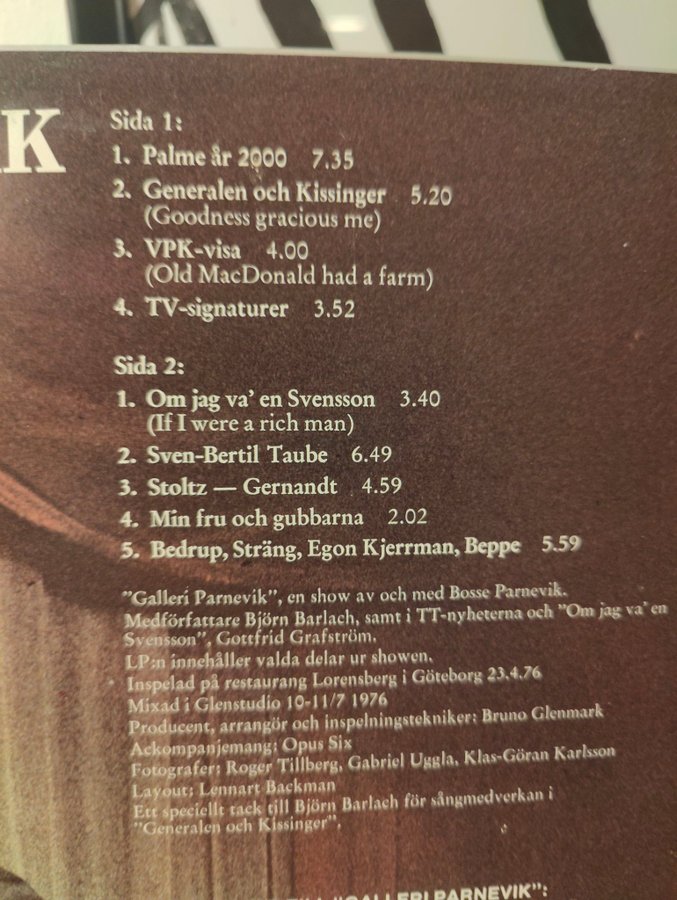 K
Sida 1:
1. Palme år 2000 7.35
2. Generalen och Kissinger 5.20
(Goodness gracious me)
3. VPK-visa 4.00
(Old MacDonald had a farm)
4. TV-signaturer 3.52
Sida 2:
1. Om jag va' en Svensson 3.40
(If I were a rich man)
2. Sven-Bertil Taube 6.49
3. Stoltz — Gernandt 4.59
4. Min fru och gubbarna 2.02
5. Bedrup, Sträng, Egon Kjerrman, Beppe 5.59
"Galleri Parnevik", en show av och med Bosse Parnevik.
Medförfattare Björn Barlach, samt i TT-nyheterna och "Om jag va' en
Svensson", Gottfrid Grafström.
LP:n innehåller valda delar ur showen.
Inspelad på restaurang Lorensberg i Göteborg 23.4.76
Mixad i Glenstudio 10-11/7 1976
Producent, arrangör och inspelningstekniker: Bruno Glenmark
Ackompanjemang: Opus Six
Fotografer: Roger Tillberg, Gabriel Uggla, Klas-Göran Karlsson
Layout: Lennart Backman
Ett speciellt tack till Björn Barlach för sångmedverkan i
"Generalen och Kissinger".
"GALLERI PARNEVIK":